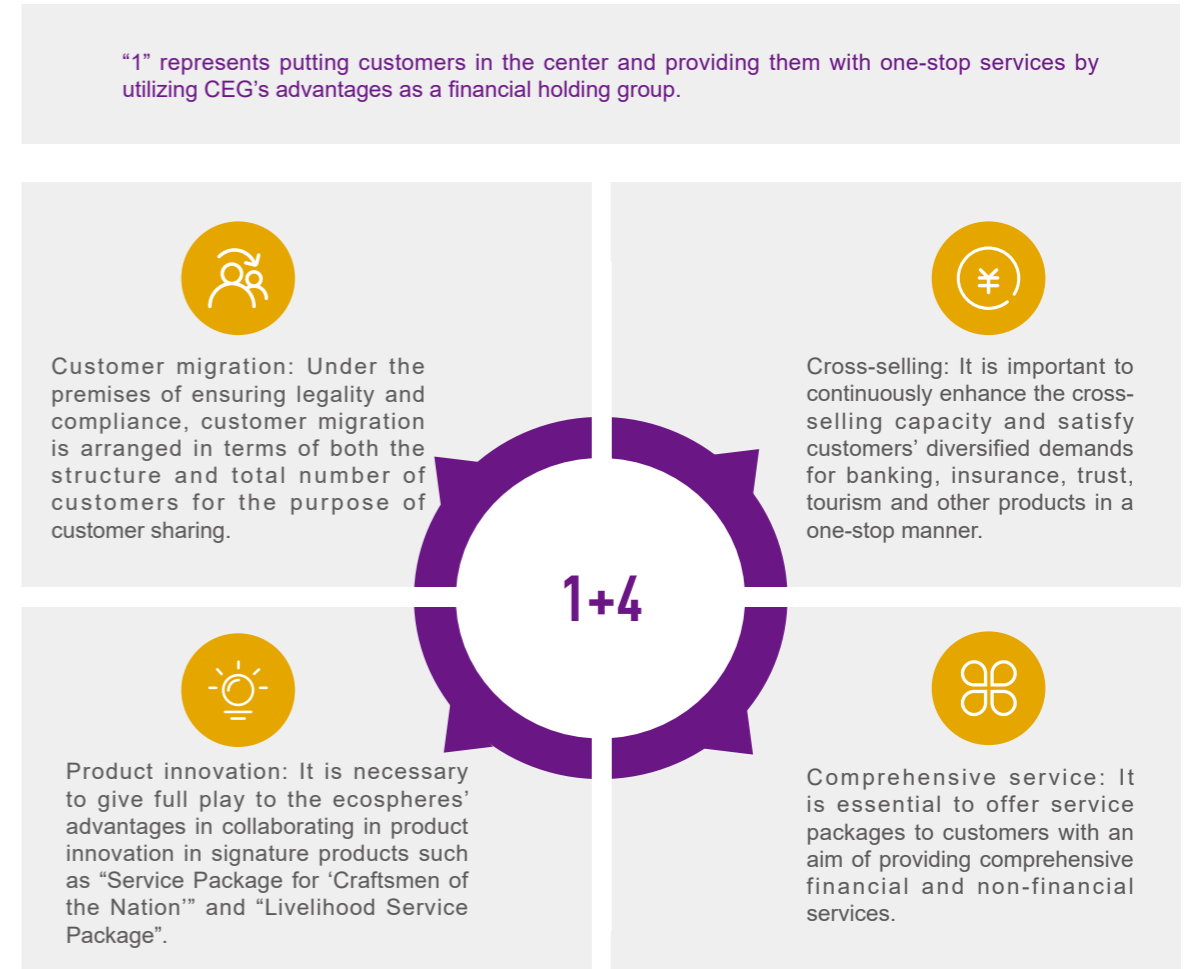 “1” represents putting customers in the center and providing them with one-stop services by
utilizing CEG’s advantages as a financial holding group.
Customer migration: Under the
premises of ensuring legality and
compliance, customer migration
is arranged in terms of both the
structure and total number of
customers for the purpose of
customer sharing.
¥
Cross-selling: It is important to
continuously enhance the cross-
selling capacity and satisfy
customers’ diversified demands
for banking, insurance, trust,
tourism and other products in a
one-stop manner.
1+4
Product innovation: It is necessary
to give full play to the ecospheres’
advantages in collaborating in product
innovation in signature products such
as “Service Package for ‘Craftsmen of
the Nation’” and “Livelihood Service
Package”.
Comprehensive service: It
is essential to offer service
packages to customers with an
aim of providing comprehensive
financial and non-financial
services.